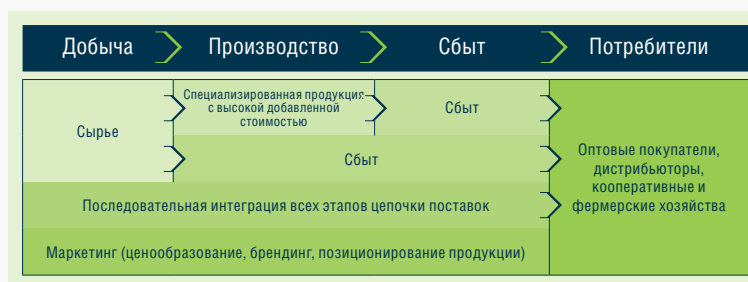 Добыча
Производство
Сбыт
Потребители
Сырье
Специализированная продукция
с высокой добавленной
стоимостью
Сбыт
Сбыт
Последовательная интеграция всех этапов цепочки поставок
Маркетинг (ценообразование, брендинг, позиционирование продукции)
Оптовые покупатели,
дистрибьюторы,
кооперативные и
фермерские хозяйства